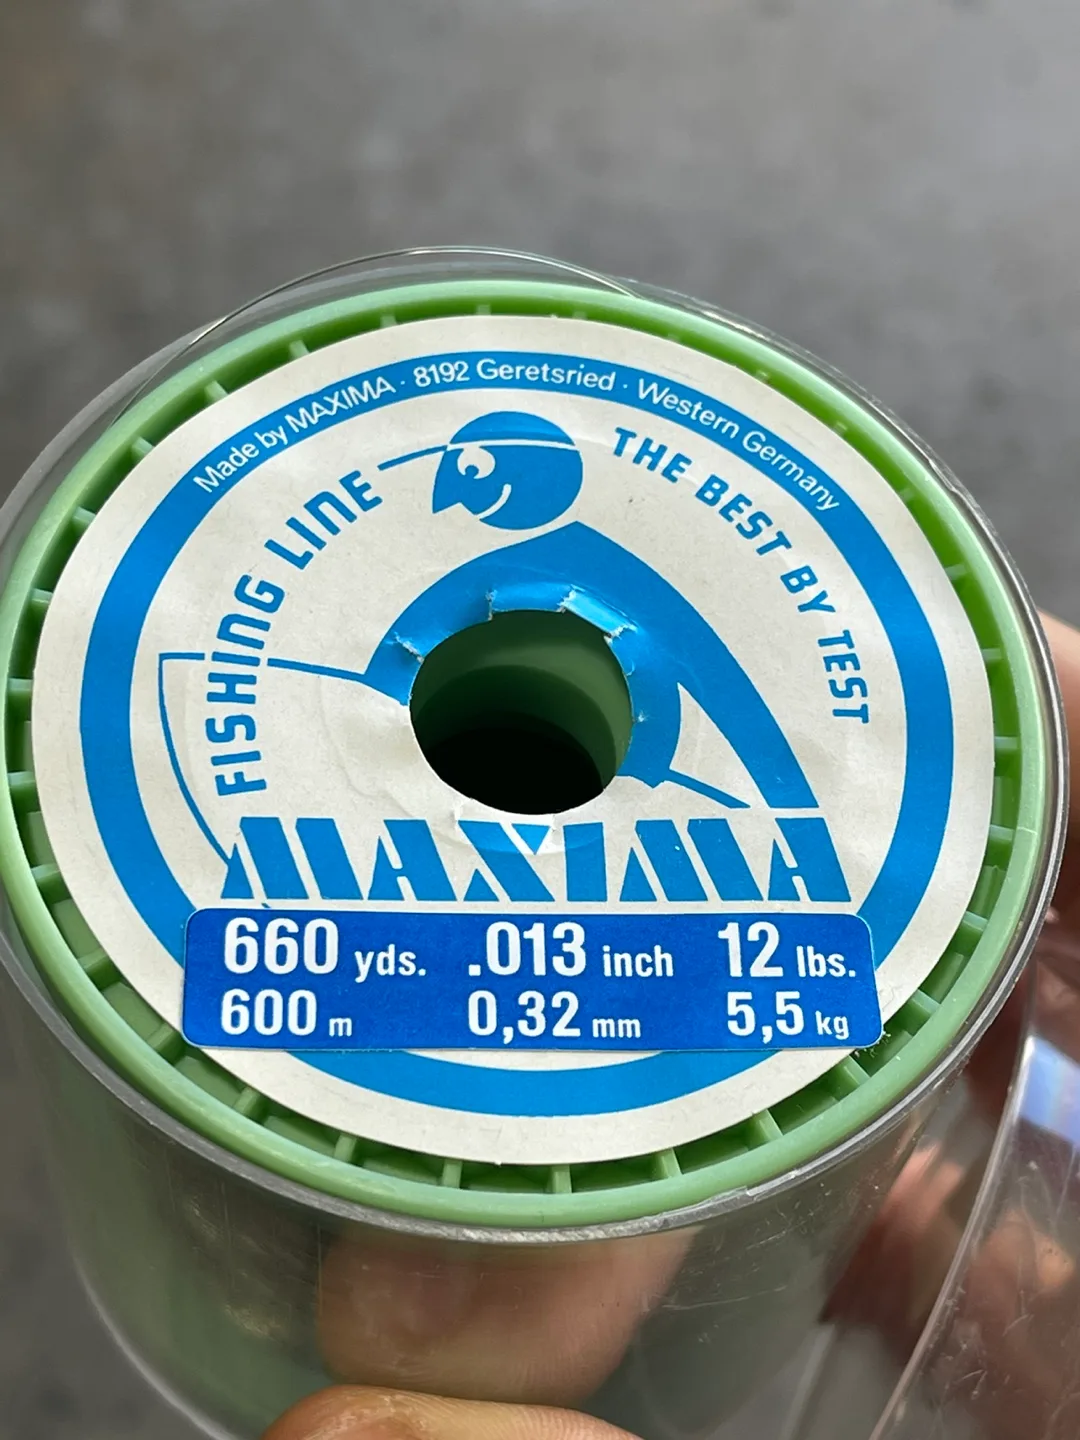 Made by MAXIMA · 8192 Geretsried · Western Germany
FISHING LINE
THE BEST BY TEST
MAXIMA
660 yds. .013 inch 12 lbs.
600 m 0,32 mm 5,5 kg